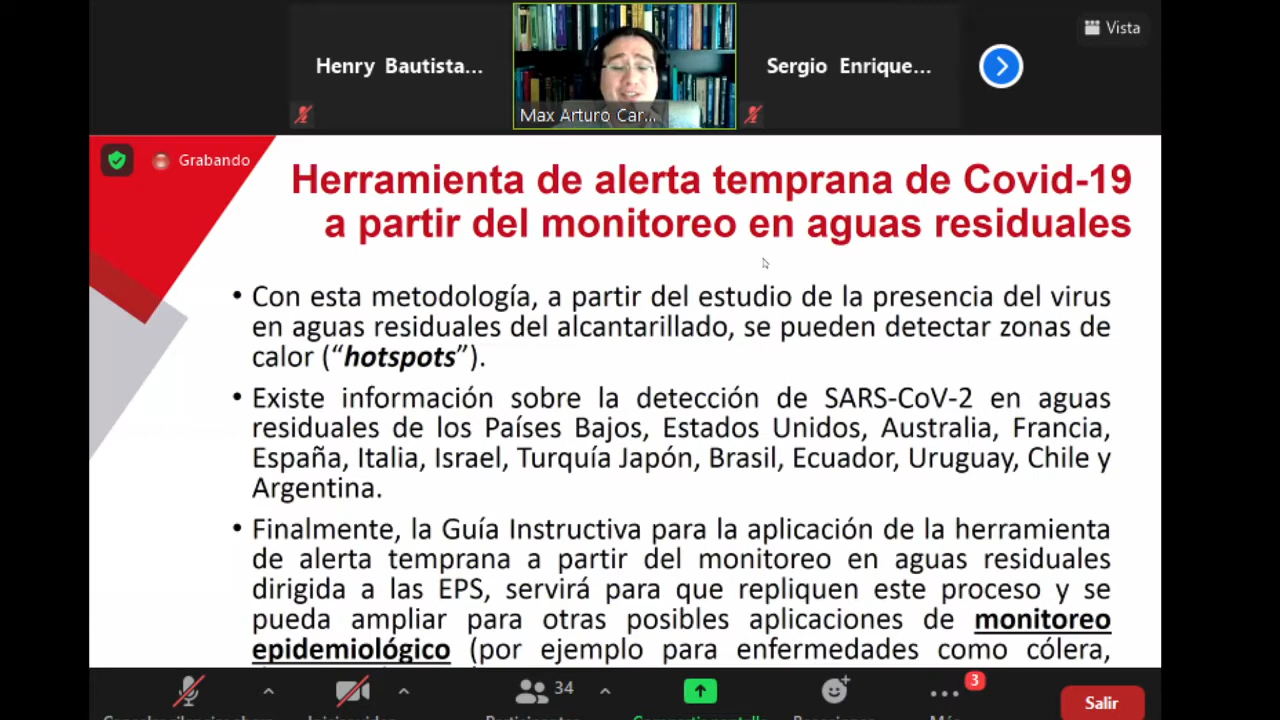 Vista
Henry Bautista...
Max Arturo Car...
Sergio Enrique...
Grabando
Herramienta de alerta temprana de Covid-19
a partir del monitoreo en aguas residuales
• Con esta metodología, a partir del estudio de la presencia del virus
en aguas residuales del alcantarillado, se pueden detectar zonas de
calor (“hotspots”).
• Existe información sobre la detección de SARS-CoV-2 en aguas
residuales de los Países Bajos, Estados Unidos, Australia, Francia,
España, Italia, Israel, Turquía Japón, Brasil, Ecuador, Uruguay, Chile y
Argentina.
• Finalmente, la Guía Instructiva para la aplicación de la herramienta
de alerta temprana a partir del monitoreo en aguas residuales
dirigida a las EPS, servirá para que repliquen este proceso y se
pueda ampliar para otras posibles aplicaciones de monitoreo
epidemiológico (por ejemplo para enfermedades como cólera,
34
3
Salir